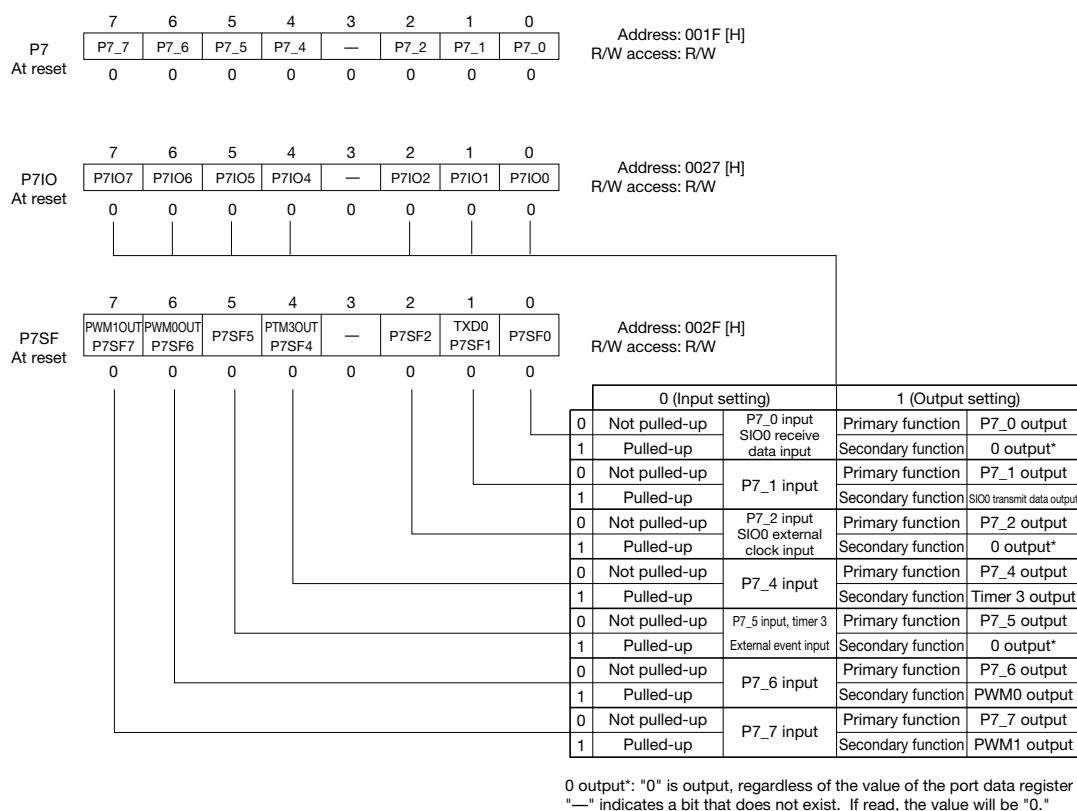 7 6 5 4 3 2 1 0
P7 P7_7 P7_6 P7_5 P7_4 — P7_2 P7_1 P7_0 Address: 001F [H]
At reset 0 0 0 0 0 0 0 0 R/W access: R/W
7 6 5 4 3 2 1 0
P7IO P7IO7 P7IO6 P7IO5 P7IO4 — P7IO2 P7IO1 P7IO0 Address: 0027 [H]
At reset 0 0 0 0 0 0 0 0 R/W access: R/W
7 6 5 4 3 2 1 0
P7SF PWM1OUT P7SF7 PWM0OUT P7SF6 P7SF5 PTM3OUT P7SF4 — P7SF2 TXD0 P7SF1 P7SF0 Address: 002F [H]
At reset 0 0 0 0 0 0 0 0 R/W access: R/W
0 (Input setting) 1 (Output setting)
0 Not pulled-up P7_0 input Primary function P7_0 output
SIO0 receive
1 Pulled-up data input Secondary function 0 output*
0 Not pulled-up Primary function P7_1 output
P7_1 input
1 Pulled-up Secondary function SIO0 transmit data output
0 Not pulled-up P7_2 input Primary function P7_2 output
SIO0 external
1 Pulled-up clock input Secondary function 0 output*
0 Not pulled-up Primary function P7_4 output
P7_4 input
1 Pulled-up Secondary function Timer 3 output
0 Not pulled-up P7_5 input, timer 3 Primary function P7_5 output
1 Pulled-up External event input Secondary function 0 output*
0 Not pulled-up Primary function P7_6 output
P7_6 input
1 Pulled-up Secondary function PWM0 output
0 Not pulled-up Primary function P7_7 output
P7_7 input
1 Pulled-up Secondary function PWM1 output
0 output*: "0" is output, regardless of the value of the port data register
"—" indicates a bit that does not exist. If read, the value will be "0."